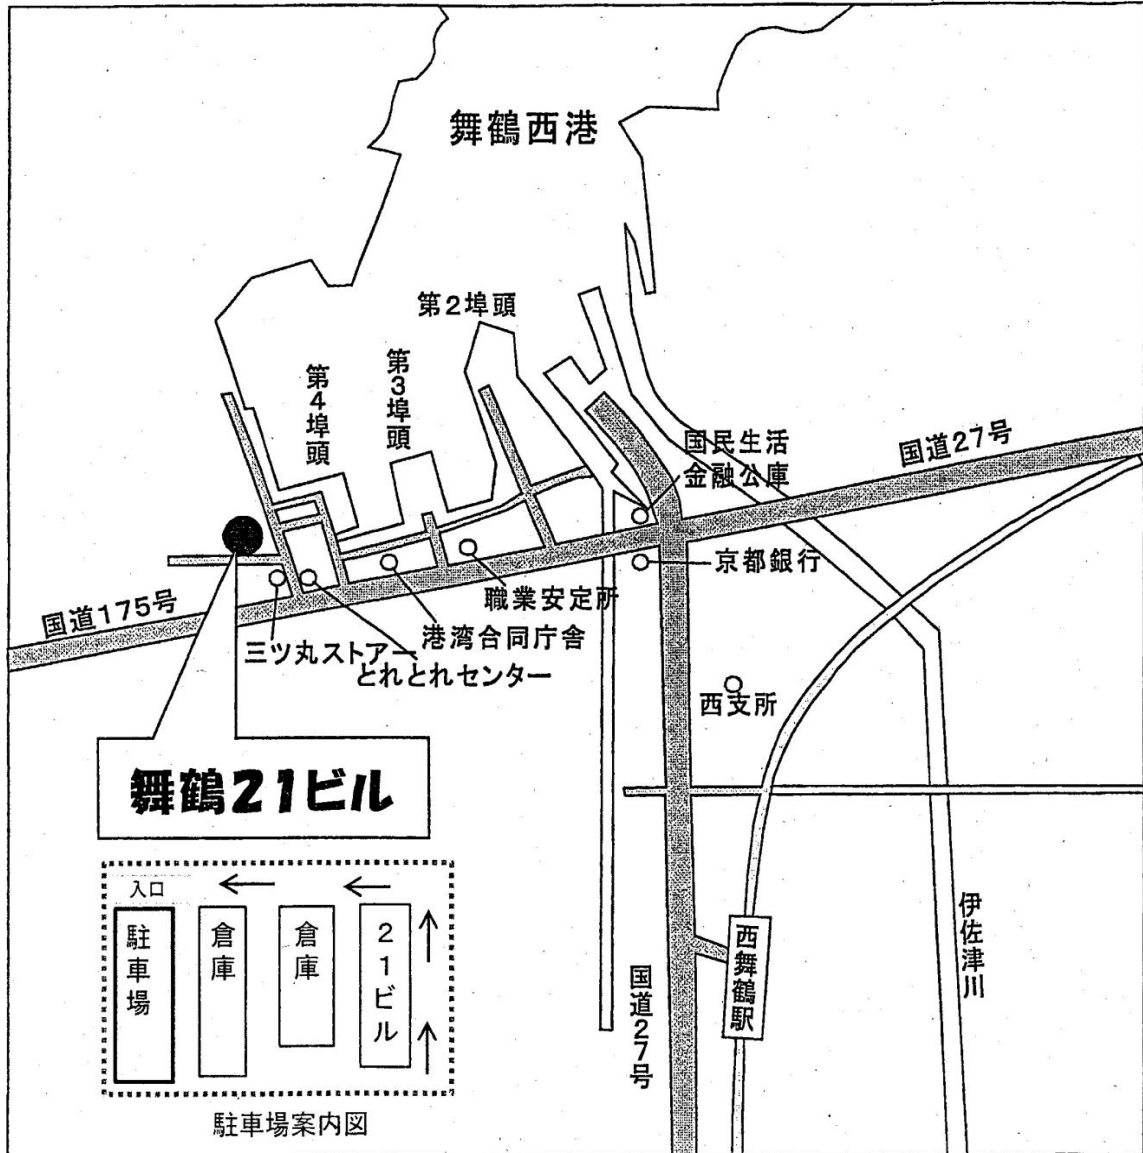 舞鶴西港
第2埠頭
第3埠頭
第4埠頭
国民生活
金融公庫
国道27号
京都銀行
職業安定所
港湾合同庁舎
国道175号
三ツ丸ストアー
とれとれセンター
西支所
舞鶴21ビル
西舞鶴駅
伊佐津川
国道27号
入口
駐車場
倉庫
倉庫
21ビル
駐車場案内図